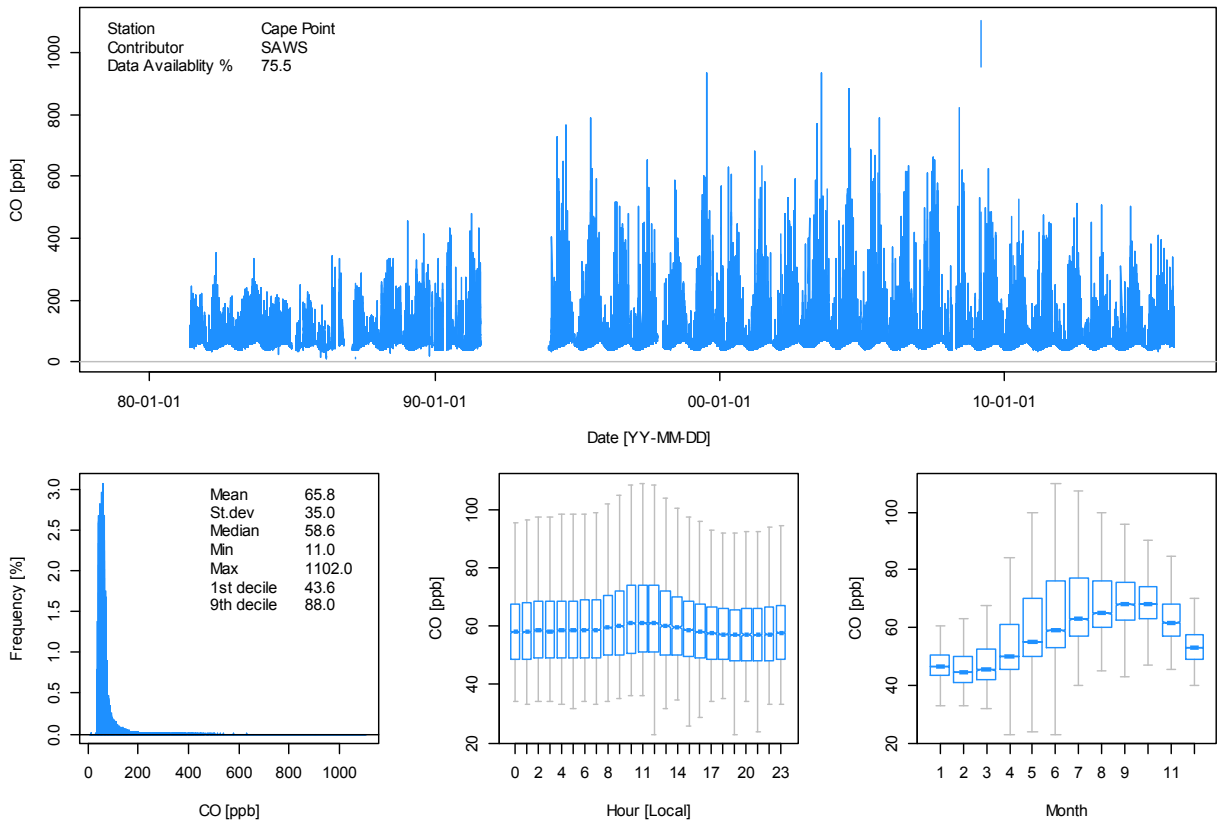 Station Cape Point
Contributor SAWS
Data Availablity % 75.5
CO [ppb]
1000
800
600
400
200
0
80-01-01 90-01-01 00-01-01 10-01-01
Date [YY-MM-DD]
Frequency [%]
3.0
2.5
2.0
1.5
1.0
0.5
0.0
Mean 65.8
St.dev 35.0
Median 58.6
Min 11.0
Max 1102.0
1st decile 43.6
9th decile 88.0
0 200 400 600 800 1000
CO [ppb]
CO [ppb]
100
80
60
40
20
0 2 4 6 8 11 14 17 20 23
Hour [Local]
CO [ppb]
100
80
60
40
20
1 2 3 4 5 6 7 8 9 11
Month